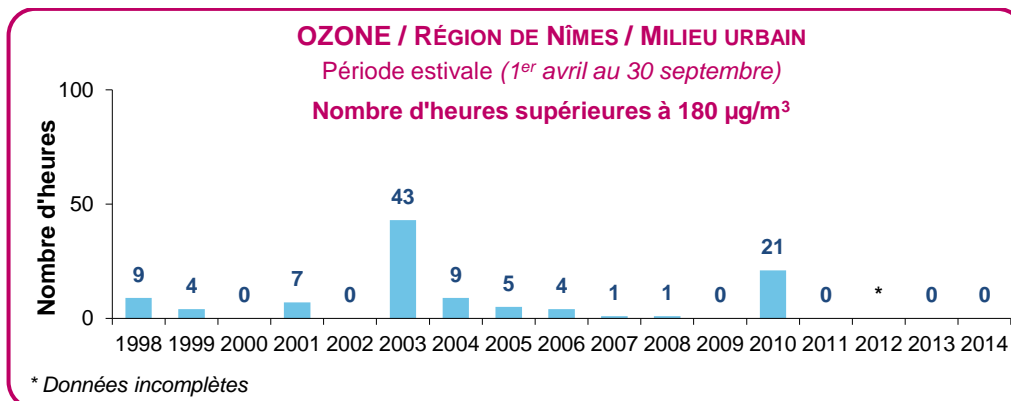 OZONE / RÉGION DE NÎMES / MILIEU URBAIN
Période estivale (1er avril au 30 septembre)
Nombre d'heures supérieures à 180 µg/m³
Nombre d'heures
100
50
0
9 4 0 7 0 43 9 5 4 1 1 0 21 0 * 0 0
1998 1999 2000 2001 2002 2003 2004 2005 2006 2007 2008 2009 2010 2011 2012 2013 2014
* Données incomplètes